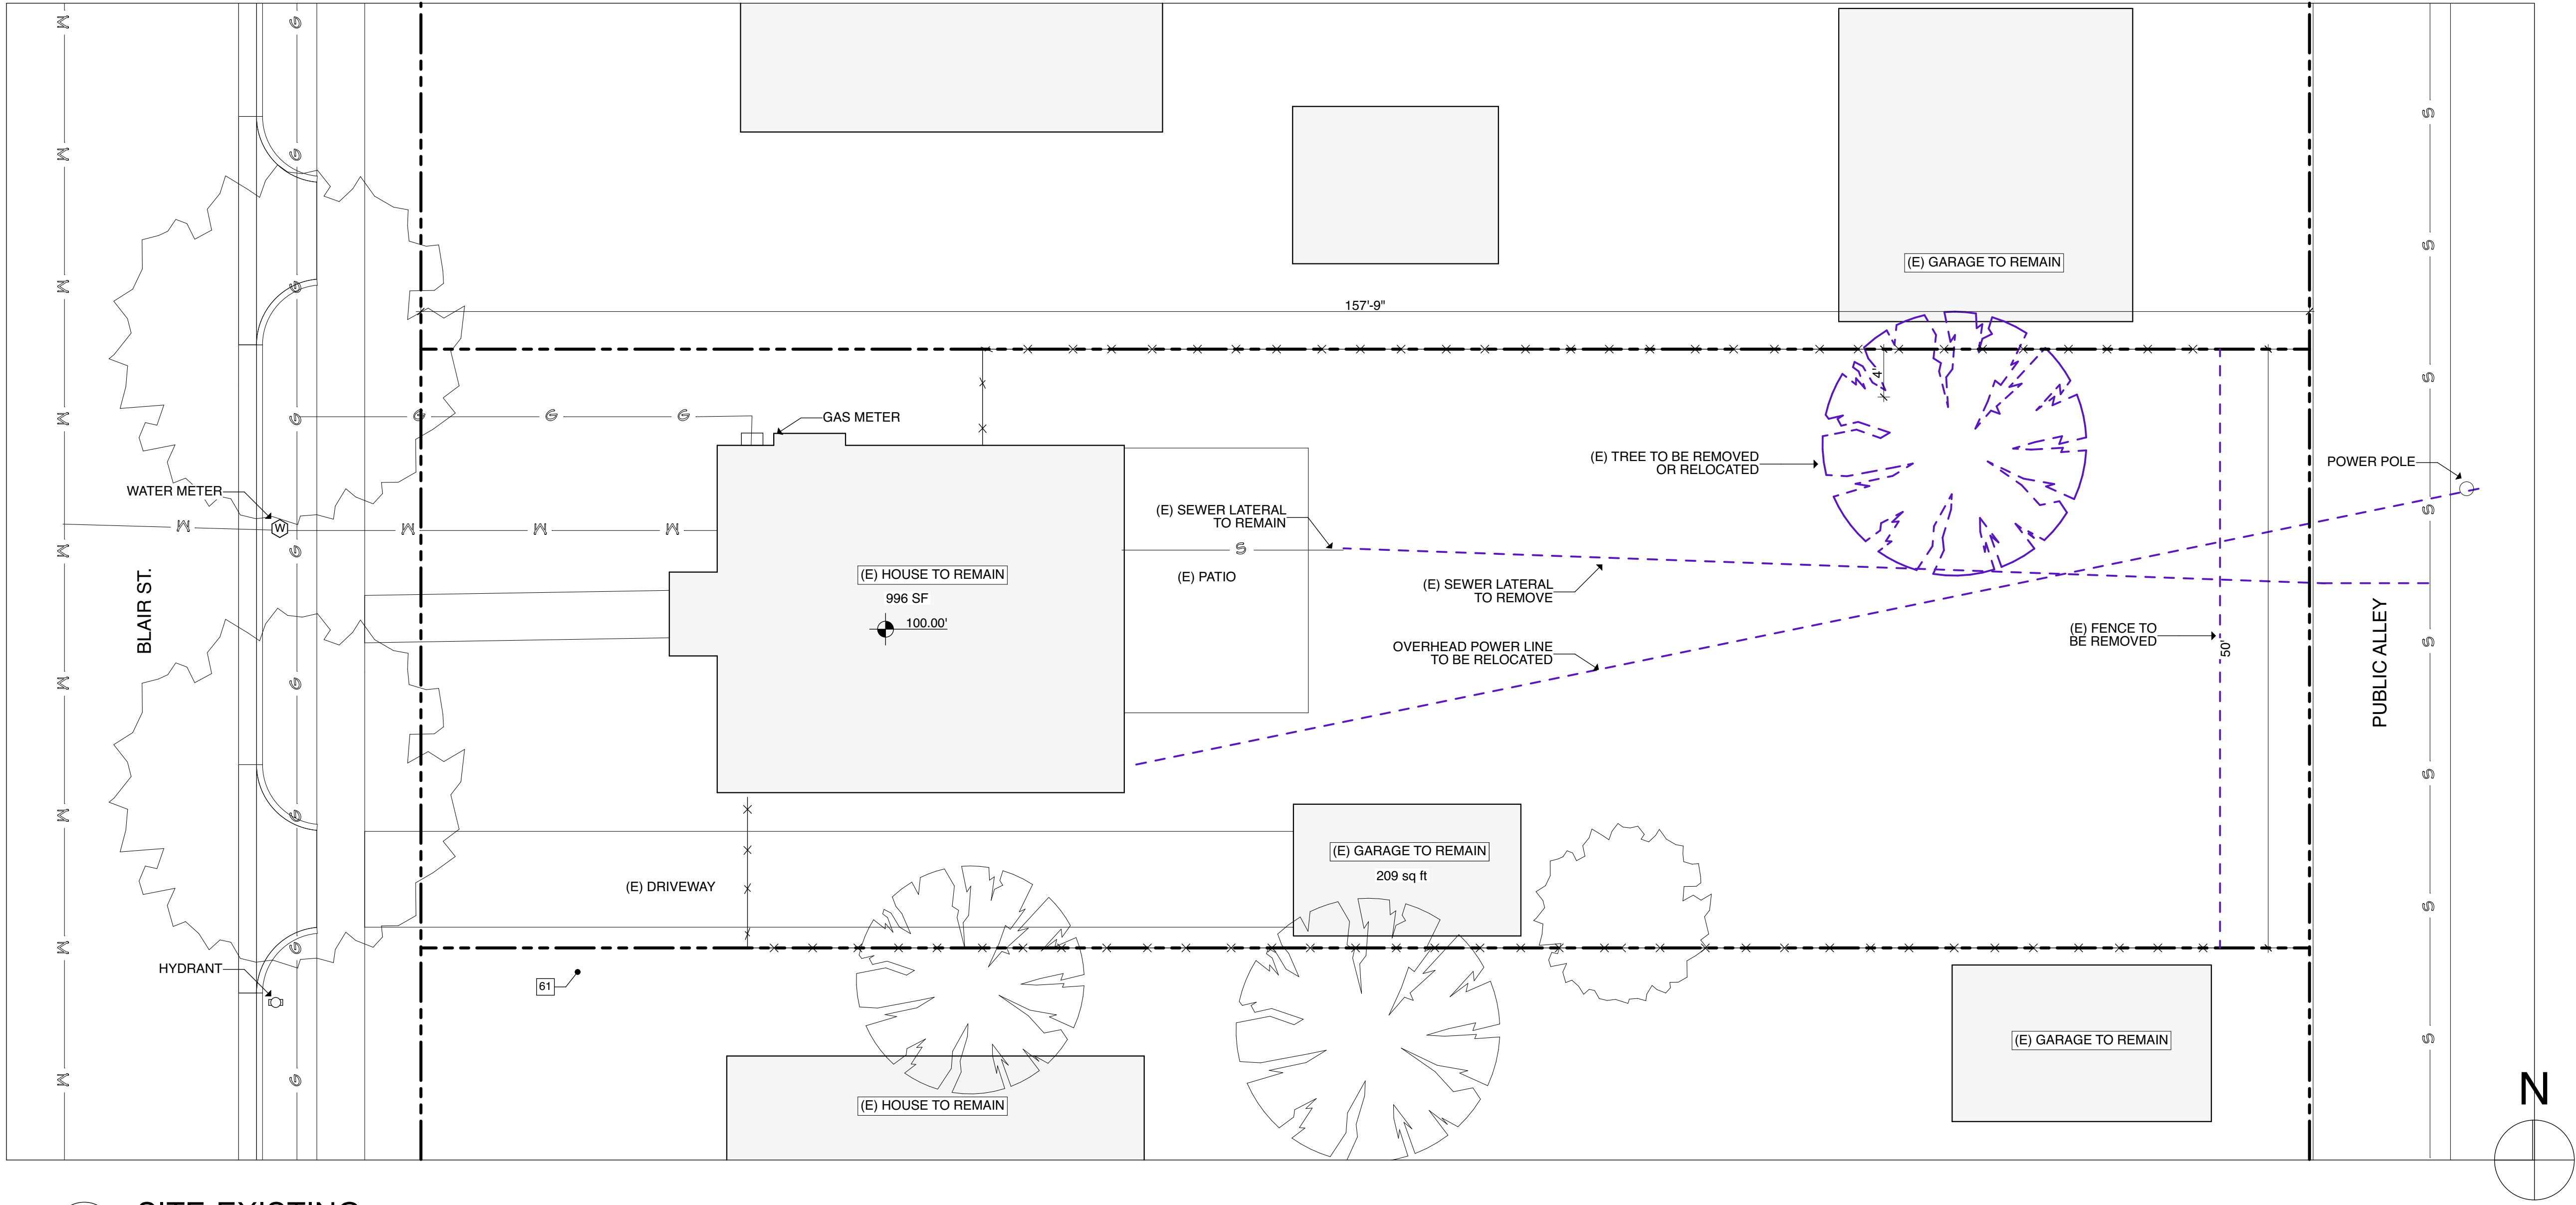 (E) GARAGE TO REMAIN
157'-9"
4'
GAS METER
(E) TREE TO BE REMOVED
OR RELOCATED
POWER POLE
WATER METER
W
(E) SEWER LATERAL
TO REMAIN
(E) HOUSE TO REMAIN
996 SF
100.00'
(E) PATIO
(E) SEWER LATERAL
TO REMOVE
BLAIR ST.
OVERHEAD POWER LINE
TO BE RELOCATED
(E) FENCE TO
BE REMOVED
50'
PUBLIC ALLEY
(E) GARAGE TO REMAIN
209 sq ft
(E) DRIVEWAY
HYDRANT
61
(E) GARAGE TO REMAIN
(E) HOUSE TO REMAIN
N
W W W W W W W W W
G G G G G G G G G
G G G
W W W W
S
S S S S S S S S
SITE EXISTING